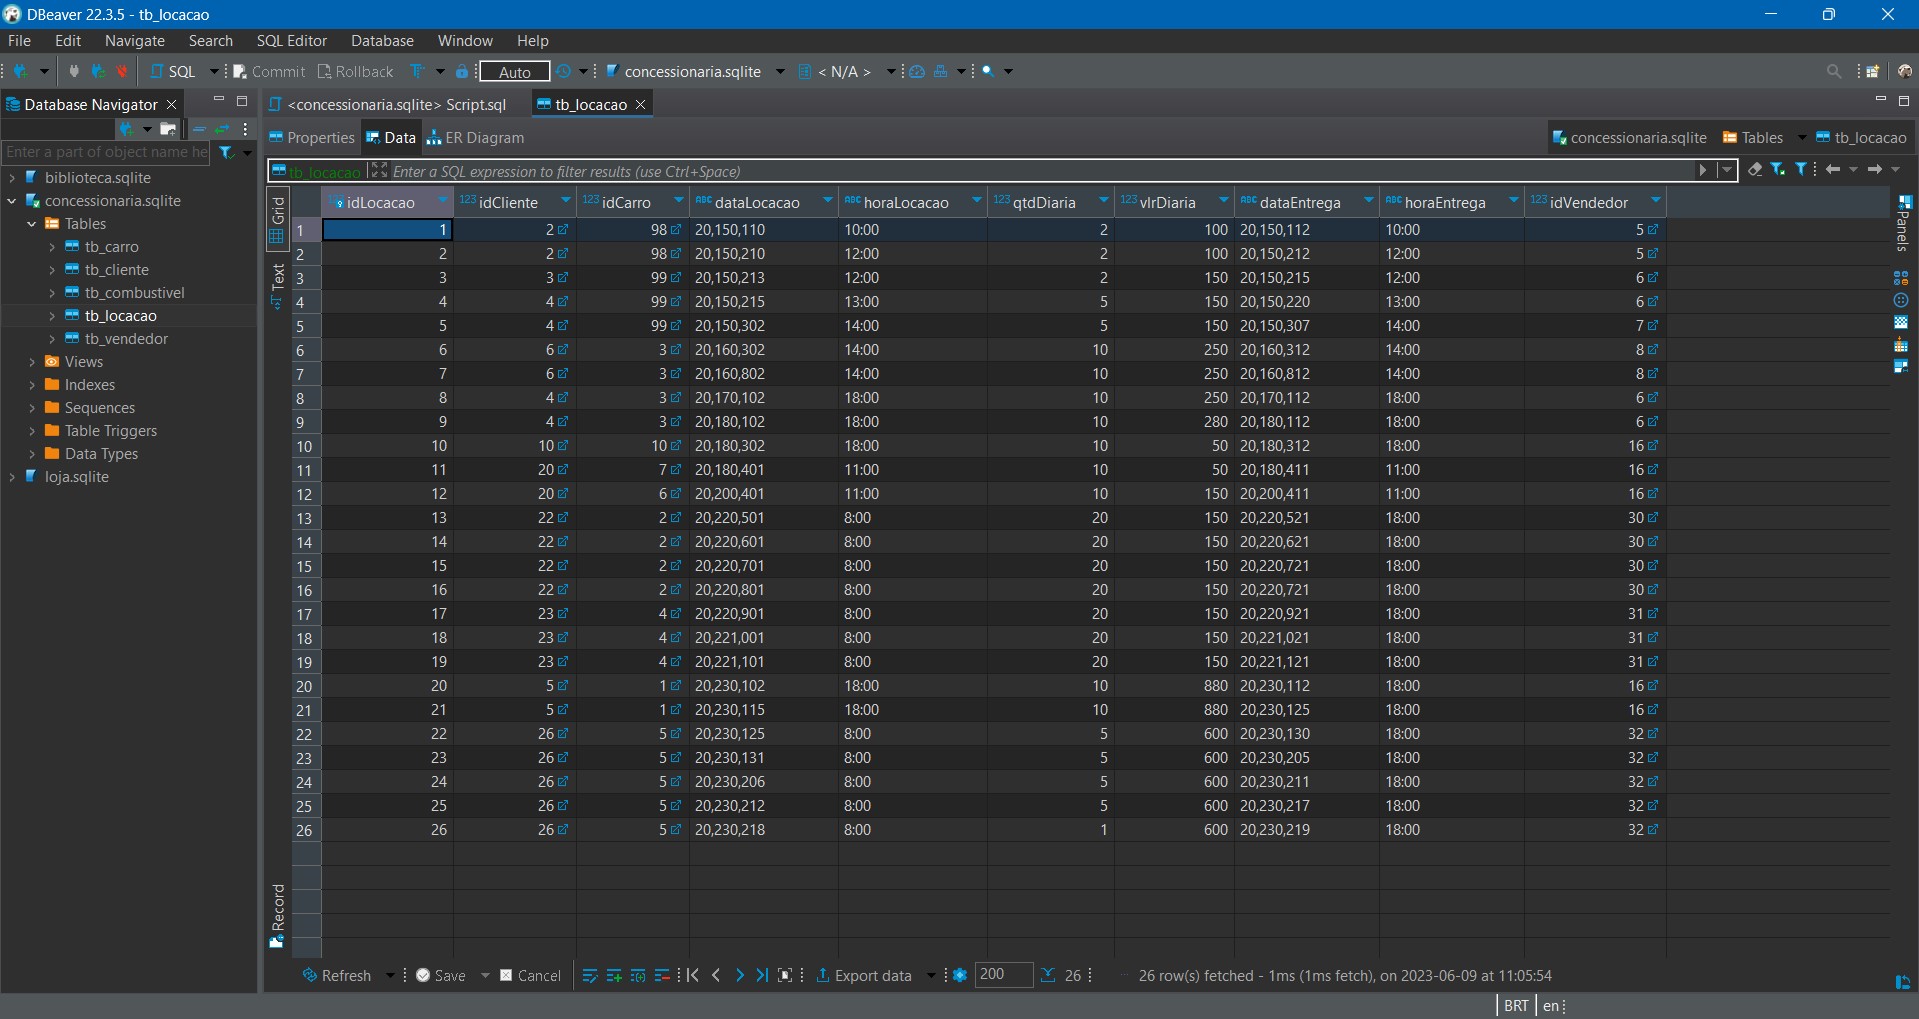 DBeaver 22.3.5 - tb_locacao
File Edit Navigate Search SQL Editor Database Window Help
SQL Commit Rollback Auto concessionaria.sqlite < N/A >
Database Navigator
<concessionaria.sqlite> Script.sql tb_locacao
Properties Data ER Diagram concessionaria.sqlite Tables tb_locacao
Enter a part of object name he
tb_locacao Enter a SQL expression to filter results (use Ctrl+Space)
biblioteca.sqlite
concessionaria.sqlite
Tables
tb_carro
tb_cliente
tb_combustivel
tb_locacao
tb_vendedor
Views
Indexes
Sequences
Table Triggers
Data Types
loja.sqlite
Grid
Text
Record
Panels
123 idLocacao 123 idCliente 123 idCarro ABC dataLocacao ABC horaLocacao 123 qtdDiaria 123 vlrDiaria ABC dataEntrega ABC horaEntrega 123 idVendedor
1 1 2 98 20,150,110 10:00 2 100 20,150,112 10:00 5
2 2 2 98 20,150,210 12:00 2 100 20,150,212 12:00 5
3 3 3 99 20,150,213 12:00 2 150 20,150,215 12:00 6
4 4 4 99 20,150,215 13:00 5 150 20,150,220 13:00 6
5 5 4 99 20,150,302 14:00 5 150 20,150,307 14:00 7
6 6 6 3 20,160,302 14:00 10 250 20,160,312 14:00 8
7 7 6 3 20,160,802 14:00 10 250 20,160,812 14:00 8
8 8 4 3 20,170,102 18:00 10 250 20,170,112 18:00 6
9 9 4 3 20,180,102 18:00 10 280 20,180,112 18:00 6
10 10 10 10 20,180,302 18:00 10 50 20,180,312 18:00 16
11 11 20 7 20,180,401 11:00 10 50 20,180,411 11:00 16
12 12 20 6 20,200,401 11:00 10 150 20,200,411 11:00 16
13 13 22 2 20,220,501 8:00 20 150 20,220,521 18:00 30
14 14 22 2 20,220,601 8:00 20 150 20,220,621 18:00 30
15 15 22 2 20,220,701 8:00 20 150 20,220,721 18:00 30
16 16 22 2 20,220,801 8:00 20 150 20,220,721 18:00 30
17 17 23 4 20,220,901 8:00 20 150 20,220,921 18:00 31
18 18 23 4 20,221,001 8:00 20 150 20,221,021 18:00 31
19 19 23 4 20,221,101 8:00 20 150 20,221,121 18:00 31
20 20 5 1 20,230,102 18:00 10 880 20,230,112 18:00 16
21 21 5 1 20,230,115 18:00 10 880 20,230,125 18:00 16
22 22 26 5 20,230,125 8:00 5 600 20,230,130 18:00 32
23 23 26 5 20,230,131 8:00 5 600 20,230,205 18:00 32
24 24 26 5 20,230,206 8:00 5 600 20,230,211 18:00 32
25 25 26 5 20,230,212 8:00 5 600 20,230,217 18:00 32
26 26 26 5 20,230,218 8:00 1 600 20,230,219 18:00 32
Refresh Save Cancel Export data 200 26 26 row(s) fetched - 1ms (1ms fetch), on 2023-06-09 at 11:05:54
BRT en